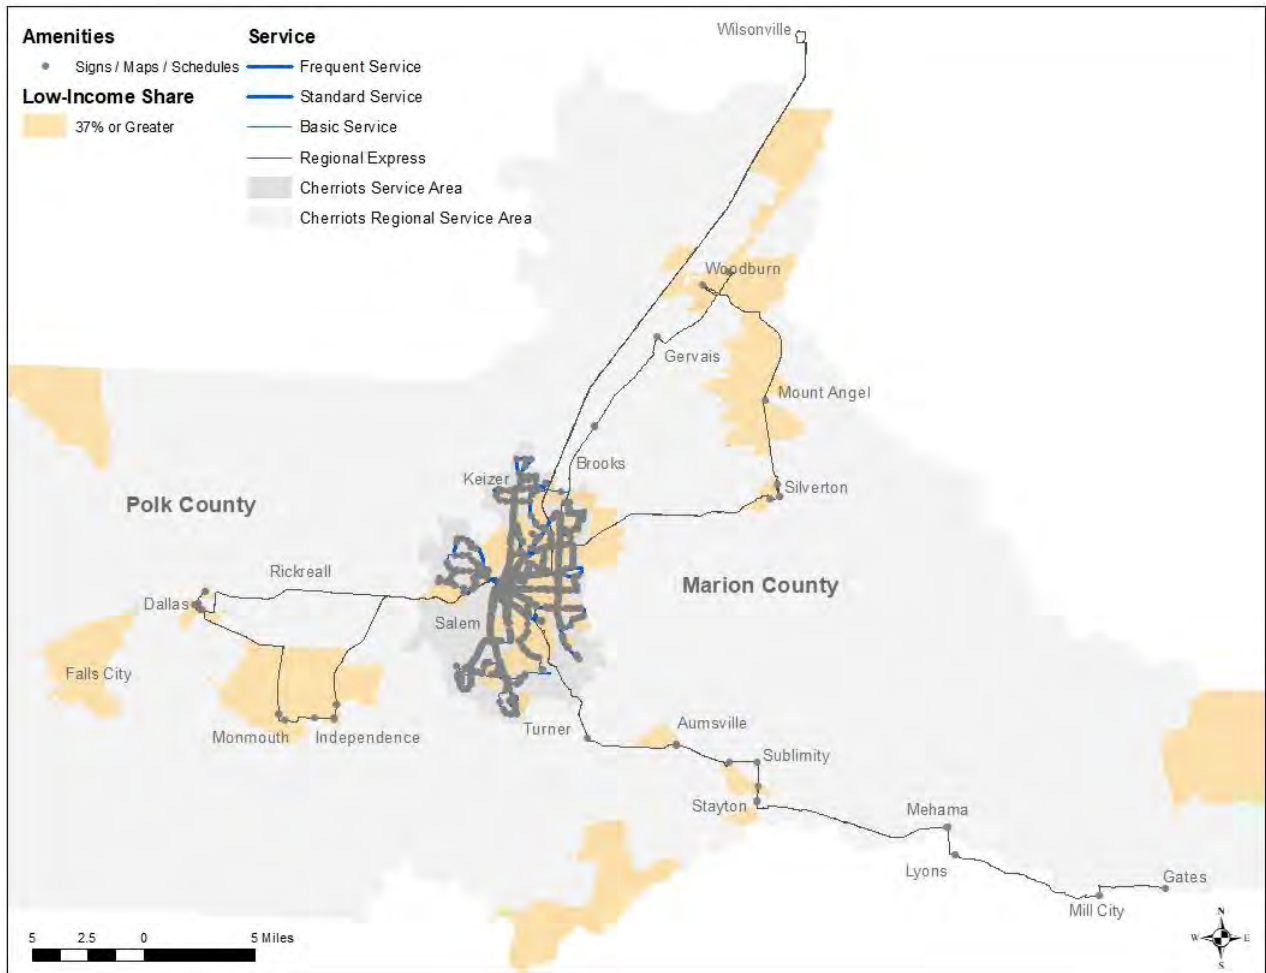 Amenities
Signs / Maps / Schedules
Low-Income Share
37% or Greater
Service
Frequent Service
Standard Service
Basic Service
Regional Express
Cherriots Service Area
Cherriots Regional Service Area
Wilsonville
Woodburn
Gervais
Mount Angel
Brooks
Keizer
Silverton
Polk County
Rickreall
Marion County
Dallas
Salem
Falls City
Monmouth
Independence
Turner
Aumsville
Sublimity
Stayton
Mehama
Lyons
Gates
Mill City
5 2.5 0 5 Miles
N
W E
S